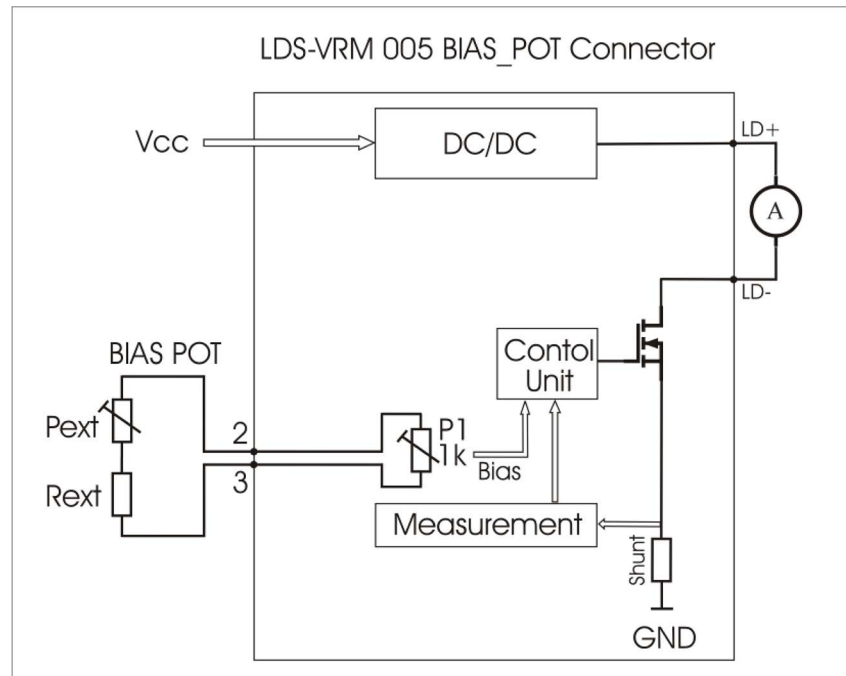 LDS-VRM 005 BIAS_POT Connector
Vcc
DC/DC
LD+
A
LD-
BIAS POT
Contol
Unit
Pext
2
P1
1k
Bias
3
Rext
Measurement
Shunt
GND